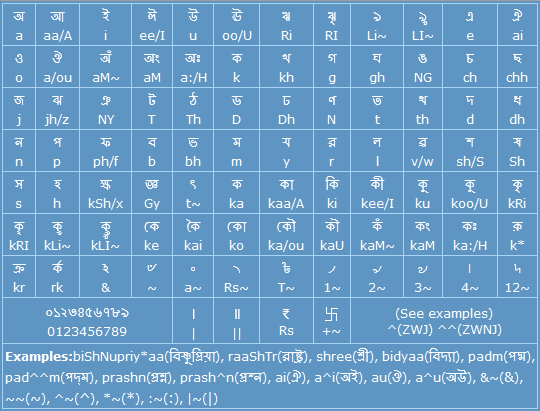 অ আ ই ঈ উ ঊ ঋ ৠ ঌ ৡ এ ঐ
a aa/A i ee/I u oo/U Ri RI Li~ LI~ e ai
ও ঔ অঁ অং অঃ ক খ গ ঘ ঙ চ ছ
o a/ou aM~ aM a:/H k kh g gh NG ch chh
জ ঝ ঞ ট ঠ ড ঢ ণ ত থ দ ধ
j jh/z NY T Th D Dh N t th d dh
ন প ফ ব ভ ম য র ল ৱ শ ষ
n p ph/f b bh m y r l v/w sh/S Sh
স হ ক্ষ জ্ঞ ৎ ক কা কি কী কু কূ কৃ
s h kSh/x Gy t~ ka kaa/A ki kee/I ku koo/U kRi
কৄ কৢ কৣ কে কৈ কো কৌ কৗ কঁ কং কঃ ক়
kRI kLi~ kLI~ ke kai ko ka/ou kaU kaM~ kaM ka:/H k*
ক্র র্ক ঽ ৺ ॰ ৲ ৳ ৴ ৵ ৶ ৷ ৸
kr rk & ~ a~ Rs~ T~ 1~ 2~ 3~ 4~ 12~
০১২৩৪৫৬৭৮৯ । ॥ ₹ 卐 (See examples)
0123456789 | || Rs +~ ^(ZWJ) ^^(ZWNJ)
Examples:biShNupriy*aa(বিষ্ণুপ্রিয়া), raaShTr(রাষ্ট্র), shree(শ্রী), bidyaa(বিদ্যা), padm(পদ্ম),
pad^^m(পদ্‌ম), prashn(প্রশ্ন), prash^n(প্রশ্‍ন), ai(ঐ), a^i(অই), au(ঔ), a^u(অউ), &~(&),
~~(~), ^~(^), *~(*), :~(:), |~(|)